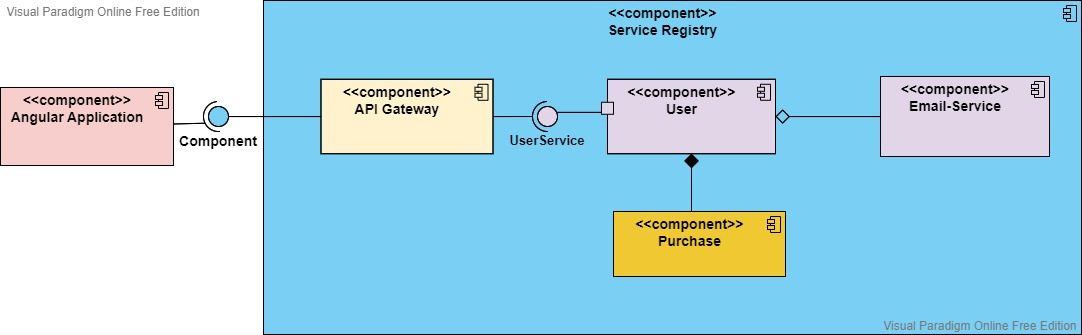 Visual Paradigm Online Free Edition
<<component>>
Service Registry
<<component>>
Angular Application
Component
<<component>>
API Gateway
UserService
<<component>>
User
<<component>>
Email-Service
<<component>>
Purchase
Visual Paradigm Online Free Edition